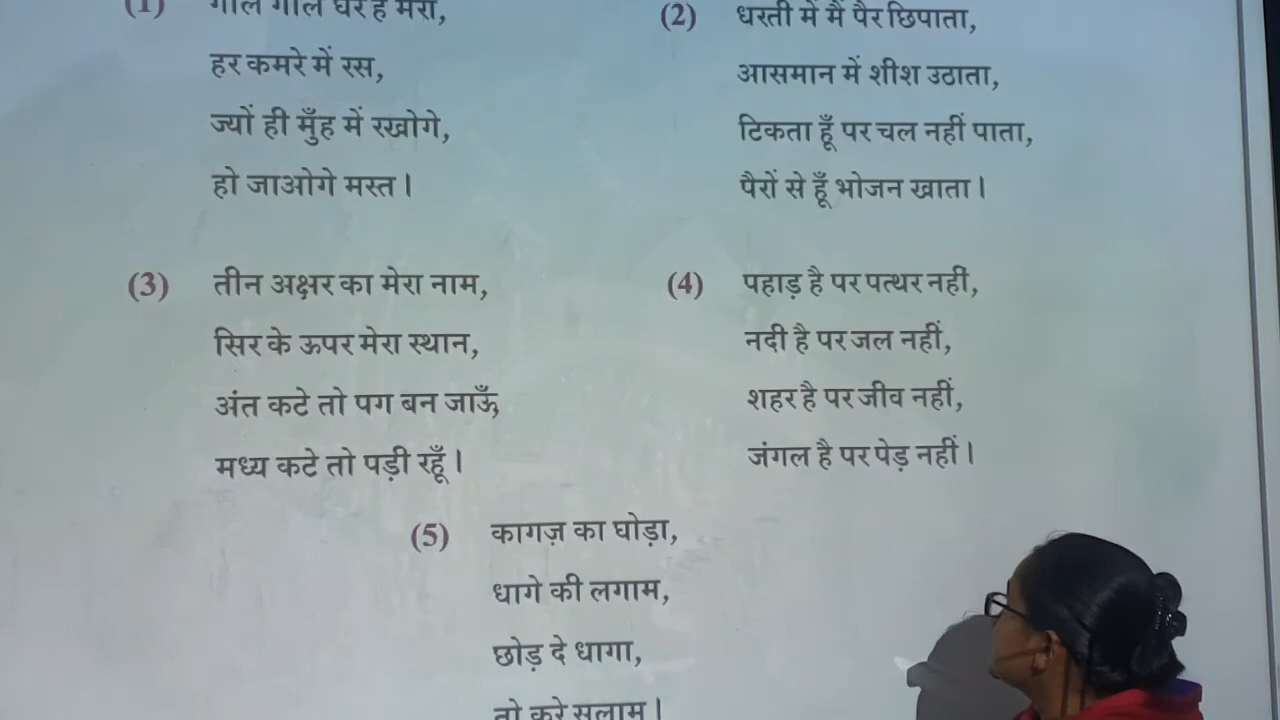 (1) गोल गोल घर है मेरा,
हर कमरे में रस,
ज्यों ही मुँह में रखोगे,
हो जाओगे मस्त।
(2) धरती में मैं पैर छिपाता,
आसमान में शीश उठाता,
टिकता हूँ पर चल नहीं पाता,
पैरों से हूँ भोजन खाता।
(3) तीन अक्षर का मेरा नाम,
सिर के ऊपर मेरा स्थान,
अंत कटे तो पग बन जाऊँ,
मध्य कटे तो पड़ी रहूँ।
(4) पहाड़ है पर पत्थर नहीं,
नदी है पर जल नहीं,
शहर है पर जीव नहीं,
जंगल है पर पेड़ नहीं।
(5) कागज़ का घोड़ा,
धागे की लगाम,
छोड़ दे धागा,
तो करे सलाम।